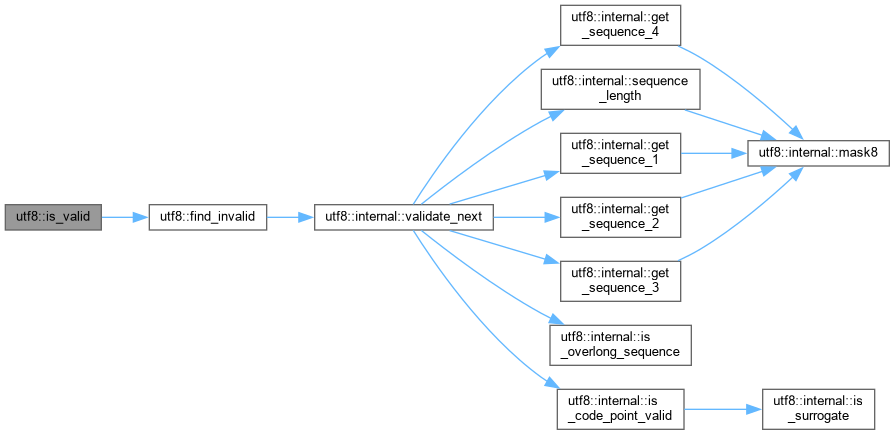 utf8::is_valid
utf8::find_invalid
utf8::internal::validate_next
utf8::internal::get
_sequence_4
utf8::internal::sequence
_length
utf8::internal::get
_sequence_1
utf8::internal::get
_sequence_2
utf8::internal::get
_sequence_3
utf8::internal::is
_overlong_sequence
utf8::internal::is
_code_point_valid
utf8::internal::mask8
utf8::internal::is
_surrogate